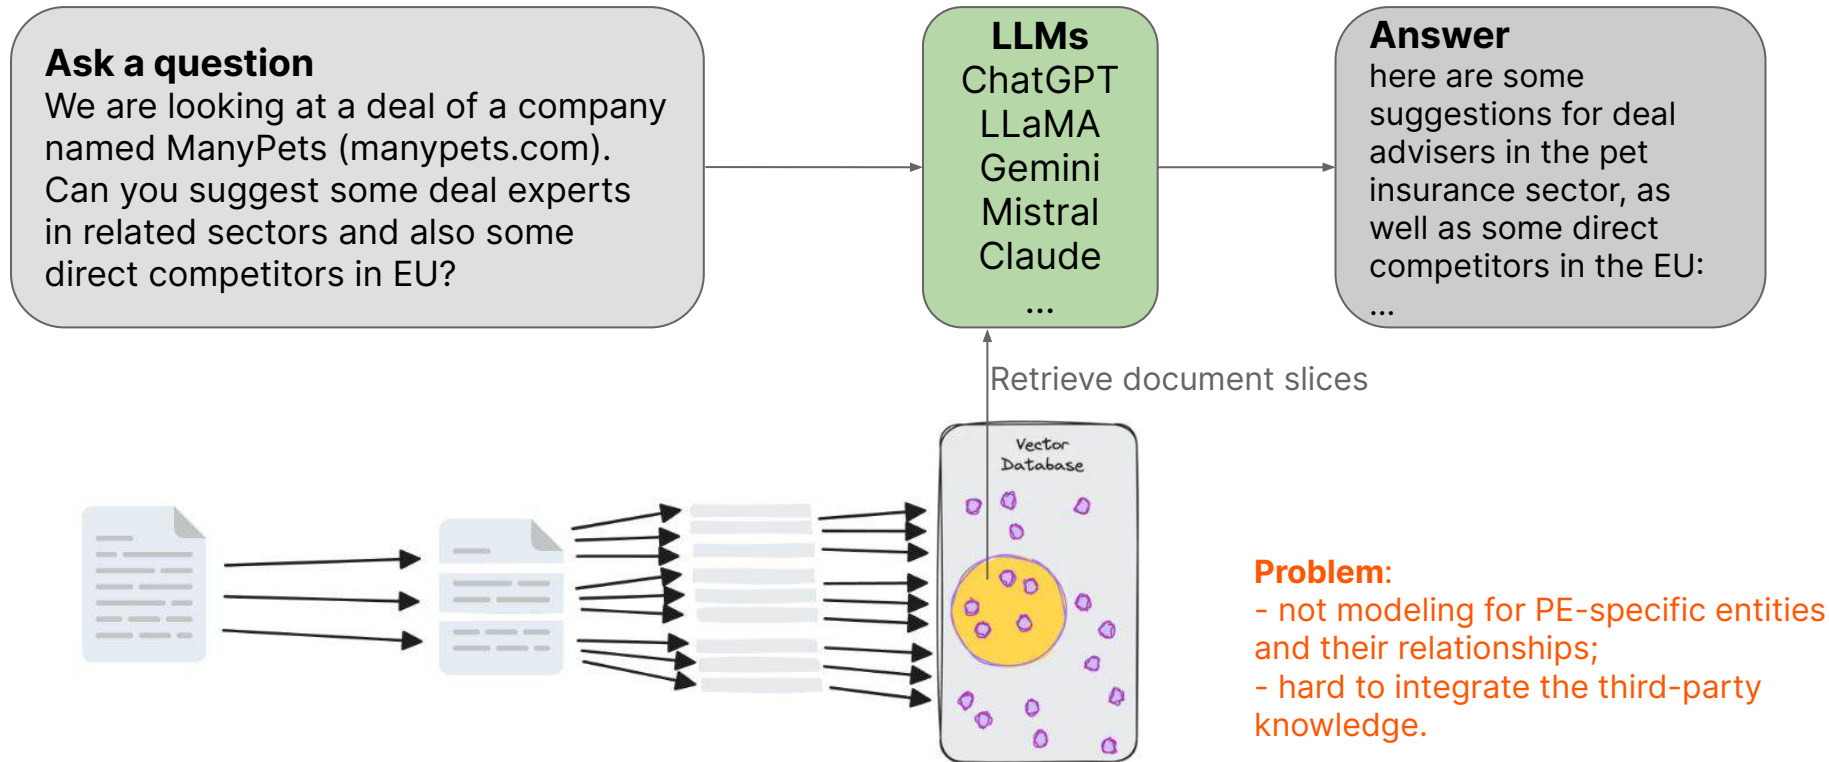 Ask a question
We are looking at a deal of a company
named ManyPets (manypets.com).
Can you suggest some deal experts
in related sectors and also some
direct competitors in EU?
LLMs
ChatGPT
LLaMA
Gemini
Mistral
Claude
...
Answer
here are some
suggestions for deal
advisers in the pet
insurance sector, as
well as some direct
competitors in the EU:
...
Retrieve document slices
Vector
Database
Problem:
- not modeling for PE-specific entities
and their relationships;
- hard to integrate the third-party
knowledge.